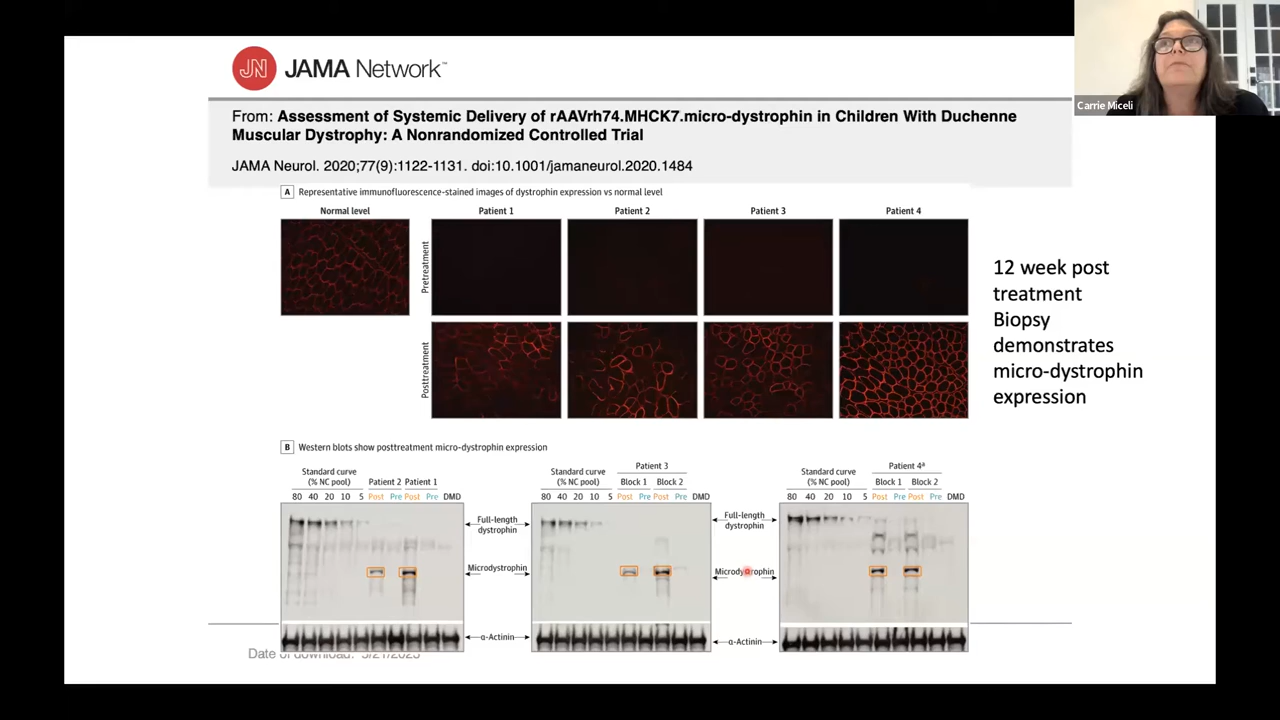 Carrie Miceli
JN JAMA Network™
From: Assessment of Systemic Delivery of rAAVrh74.MHCK7.micro-dystrophin in Children With Duchenne
Muscular Dystrophy: A Nonrandomized Controlled Trial
JAMA Neurol. 2020;77(9):1122-1131. doi:10.1001/jamaneurol.2020.1484
A Representative immunofluorescence-stained images of dystrophin expression vs normal level
Normal level Patient 1 Patient 2 Patient 3 Patient 4
Pretreatment
Posttreatment
12 week post
treatment
Biopsy
demonstrates
micro-dystrophin
expression
B Western blots show posttreatment micro-dystrophin expression
Standard curve
(% NC pool) Patient 2 Patient 1
80 40 20 10 5 Post Pre Post Pre DMD
Full-length
dystrophin
Microdystrophin
α-Actinin
Patient 3
Standard curve
(% NC pool) Block 1 Block 2
80 40 20 10 5 Post Pre Post Pre DMD
Full-length
dystrophin
Microdystrophin
α-Actinin
Patient 4ª
Standard curve
(% NC pool) Block 1 Block 2
80 40 20 10 5 Post Pre Post Pre DMD
Date of download: